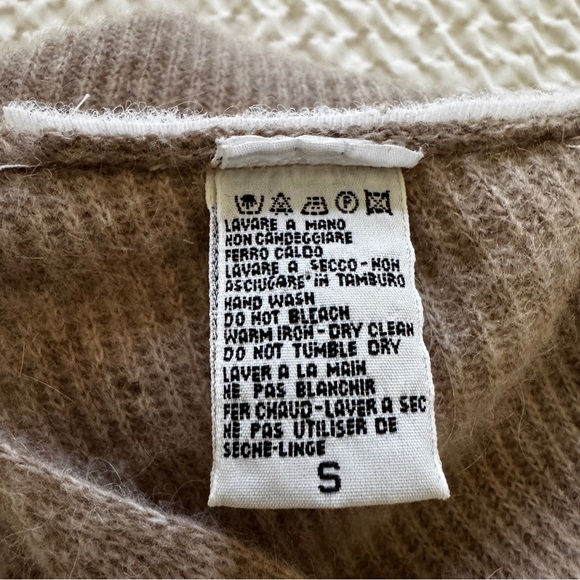 P
LAVARE A MANO
NON CANDEGGIARE
FERRO CALDO
LAVARE A SECCO-NON
ASCIUGARE IN TAMBURO
HAND WASH
DO NOT BLEACH
WARM IRON-DRY CLEAN
DO NOT TUMBLE DRY
LAVER A LA MAIN
NE PAS BLANCHIR
FER CHAUD-LAVER A SEC
NE PAS UTILISER DE
SECHE-LINGE
S